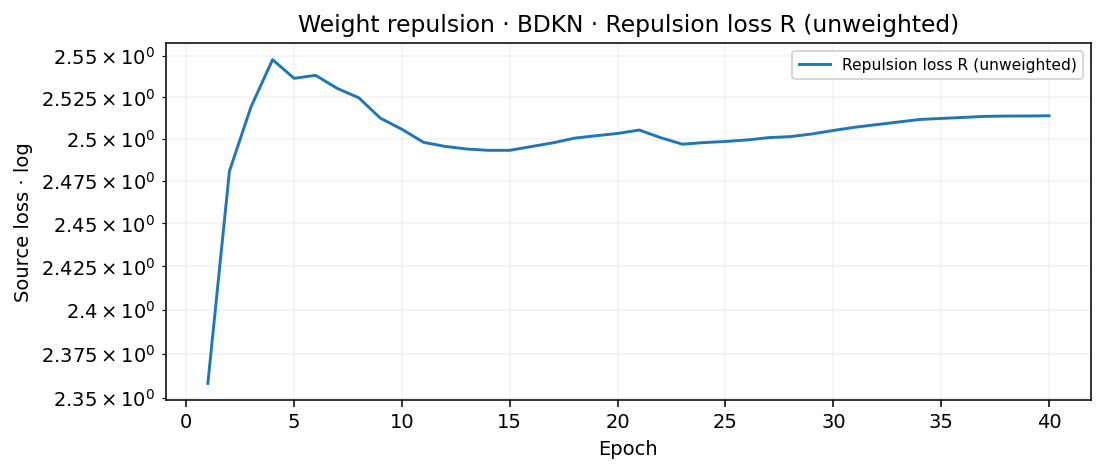 Weight repulsion · BDKN · Repulsion loss R (unweighted)
Repulsion loss R (unweighted)
Source loss · log
2.55 × 10⁰
2.525 × 10⁰
2.5 × 10⁰
2.475 × 10⁰
2.45 × 10⁰
2.425 × 10⁰
2.4 × 10⁰
2.375 × 10⁰
2.35 × 10⁰
0 5 10 15 20 25 30 35 40
Epoch